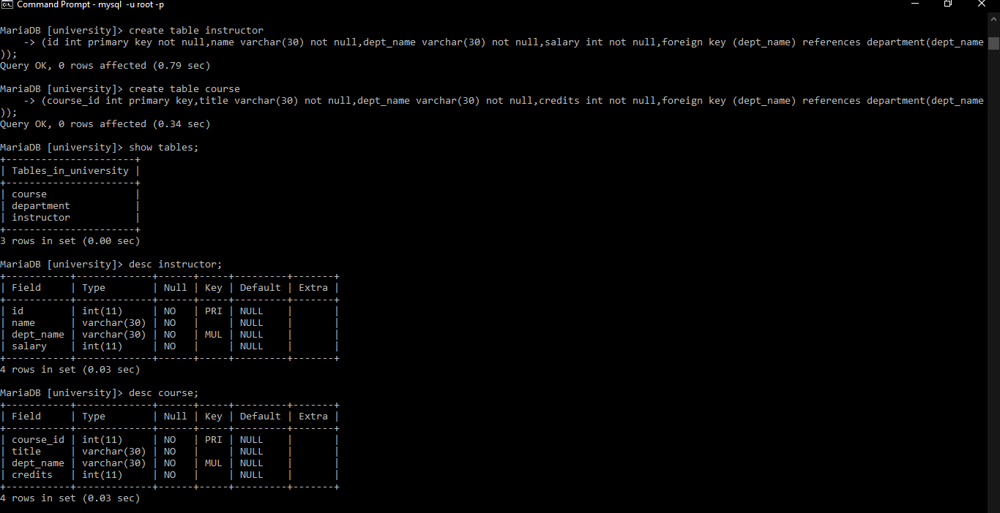 Command Prompt - mysql -u root -p
MariaDB [university]> create table instructor
    -> (id int primary key not null,name varchar(30) not null,dept_name varchar(30) not null,salary int not null,foreign key (dept_name) references department(dept_name
));
Query OK, 0 rows affected (0.79 sec)

MariaDB [university]> create table course
    -> (course_id int primary key,title varchar(30) not null,dept_name varchar(30) not null,credits int not null,foreign key (dept_name) references department(dept_name
));
Query OK, 0 rows affected (0.34 sec)

MariaDB [university]> show tables;
+----------------------+
| Tables_in_university |
+----------------------+
| course               |
| department           |
| instructor           |
+----------------------+
3 rows in set (0.00 sec)

MariaDB [university]> desc instructor;
+-----------+-------------+------+-----+---------+-------+
| Field     | Type        | Null | Key | Default | Extra |
+-----------+-------------+------+-----+---------+-------+
| id        | int(11)     | NO   | PRI | NULL    |       |
| name      | varchar(30) | NO   |     | NULL    |       |
| dept_name | varchar(30) | NO   | MUL | NULL    |       |
| salary    | int(11)     | NO   |     | NULL    |       |
+-----------+-------------+------+-----+---------+-------+
4 rows in set (0.03 sec)

MariaDB [university]> desc course;
+-----------+-------------+------+-----+---------+-------+
| Field     | Type        | Null | Key | Default | Extra |
+-----------+-------------+------+-----+---------+-------+
| course_id | int(11)     | NO   | PRI | NULL    |       |
| title     | varchar(30) | NO   |     | NULL    |       |
| dept_name | varchar(30) | NO   | MUL | NULL    |       |
| credits   | int(11)     | NO   |     | NULL    |       |
+-----------+-------------+------+-----+---------+-------+
4 rows in set (0.03 sec)